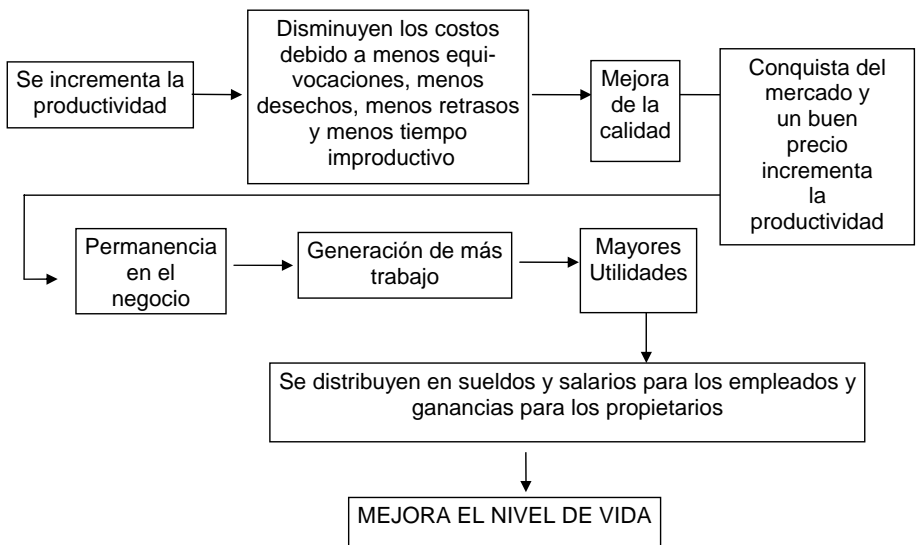 Se incrementa la
productividad
Disminuyen los costos
debido a menos equi-
vocaciones, menos
desechos, menos retrasos
y menos tiempo
improductivo
Mejora
de la
calidad
Conquista del
mercado y
un buen
precio
incrementa
la
productividad
Permanencia
en el
negocio
Generación de más
trabajo
Mayores
Utilidades
Se distribuyen en sueldos y salarios para los empleados y
ganancias para los propietarios
MEJORA EL NIVEL DE VIDA